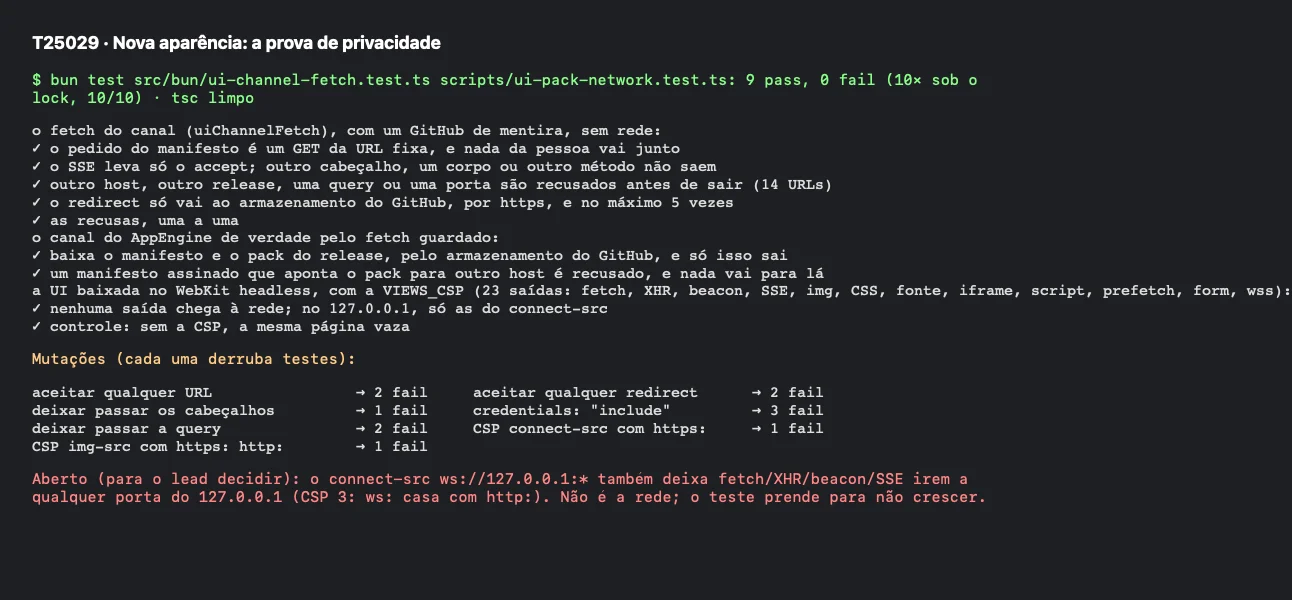 T25029 · Nova aparência: a prova de privacidade
$ bun test src/bun/ui-channel-fetch.test.ts scripts/ui-pack-network.test.ts: 9 pass, 0 fail (10× sob o
lock, 10/10) · tsc limpo
o fetch do canal (uiChannelFetch), com um GitHub de mentira, sem rede:
✓ o pedido do manifesto é um GET da URL fixa, e nada da pessoa vai junto
✓ o SSE leva só o accept; outro cabeçalho, um corpo ou outro método não saem
✓ outro host, outro release, uma query ou uma porta são recusados antes de sair (14 URLs)
✓ o redirect só vai ao armazenamento do GitHub, por https, e no máximo 5 vezes
✓ as recusas, uma a uma
o canal do AppEngine de verdade pelo fetch guardado:
✓ baixa o manifesto e o pack do release, pelo armazenamento do GitHub, e só isso sai
✓ um manifesto assinado que aponta o pack para outro host é recusado, e nada vai para lá
a UI baixada no WebKit headless, com a VIEWS_CSP (23 saídas: fetch, XHR, beacon, SSE, img, CSS, fonte, iframe, script, prefetch, form, wss):
✓ nenhuma saída chega à rede; no 127.0.0.1, só as do connect-src
✓ controle: sem a CSP, a mesma página vaza
Mutações (cada uma derruba testes):
aceitar qualquer URL → 2 fail aceitar qualquer redirect → 2 fail
deixar passar os cabeçalhos → 1 fail credentials: "include" → 3 fail
deixar passar a query → 2 fail CSP connect-src com https: → 1 fail
CSP img-src com https: http: → 1 fail
Aberto (para o lead decidir): o connect-src ws://127.0.0.1:* também deixa fetch/XHR/beacon/SSE irem a
qualquer porta do 127.0.0.1 (CSP 3: ws: casa com http:). Não é a rede; o teste prende para não crescer.